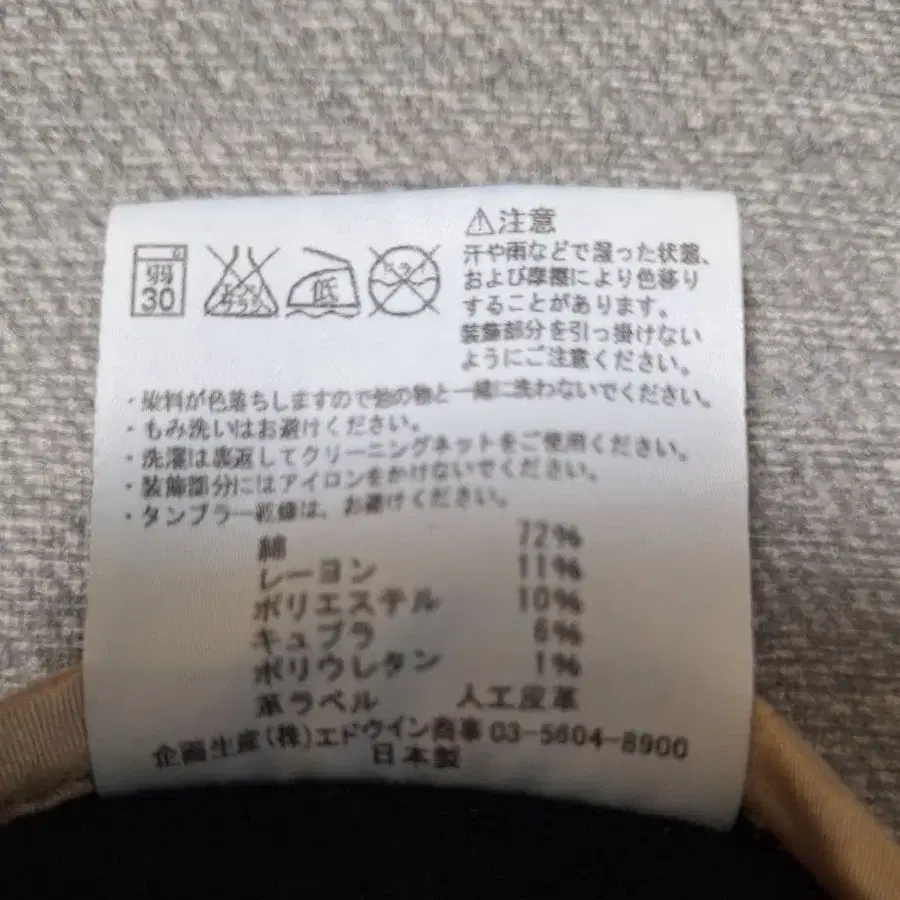 弱
30
エンソサラシ
低
ドライ
⚠注意
汗や雨などで湿った状態、
および摩擦により色移り
することがあります。
装飾部分を引っ掛けない
ようにご注意ください。
・染料が色落ちしますので他の物と一緒に洗わないでください。
・もみ洗いはお避けください。
・洗濯は裏返してクリーニングネットをご使用ください。
・装飾部分にはアイロンをかけないでください。
・タンブラー乾燥は、お避けください。
綿 72%
レーヨン 11%
ポリエステル 10%
キュプラ 6%
ポリウレタン 1%
革ラベル 人工皮革
企画生産(株)エドウイン商事 03-5604-8900
日本製